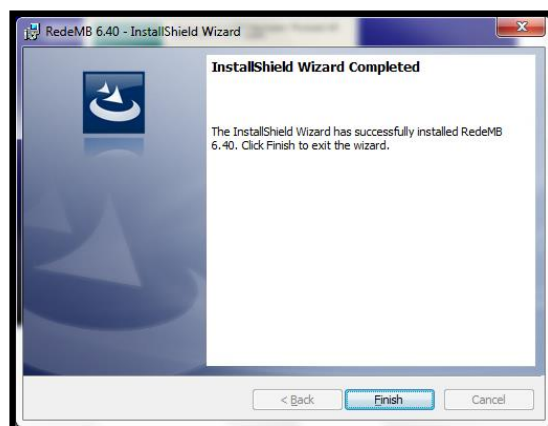 RedeMB 6.40 - InstallShield Wizard
InstallShield Wizard Completed
The InstallShield Wizard has successfully installed RedeMB
6.40. Click Finish to exit the wizard.
< Back
Finish
Cancel